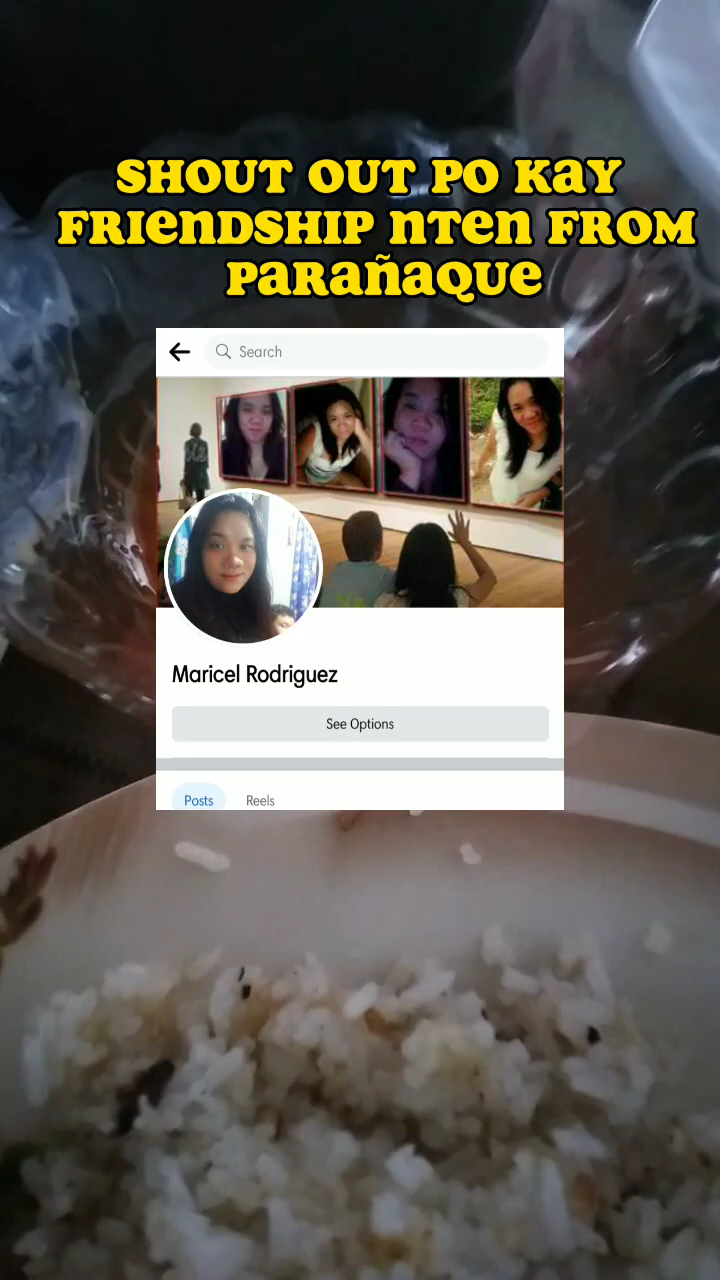 SHOUT OUT PO KAY
FRIENDSHIP NTEN FROM
PARAÑAQUE
Search
Maricel Rodriguez
See Options
Posts
Reels